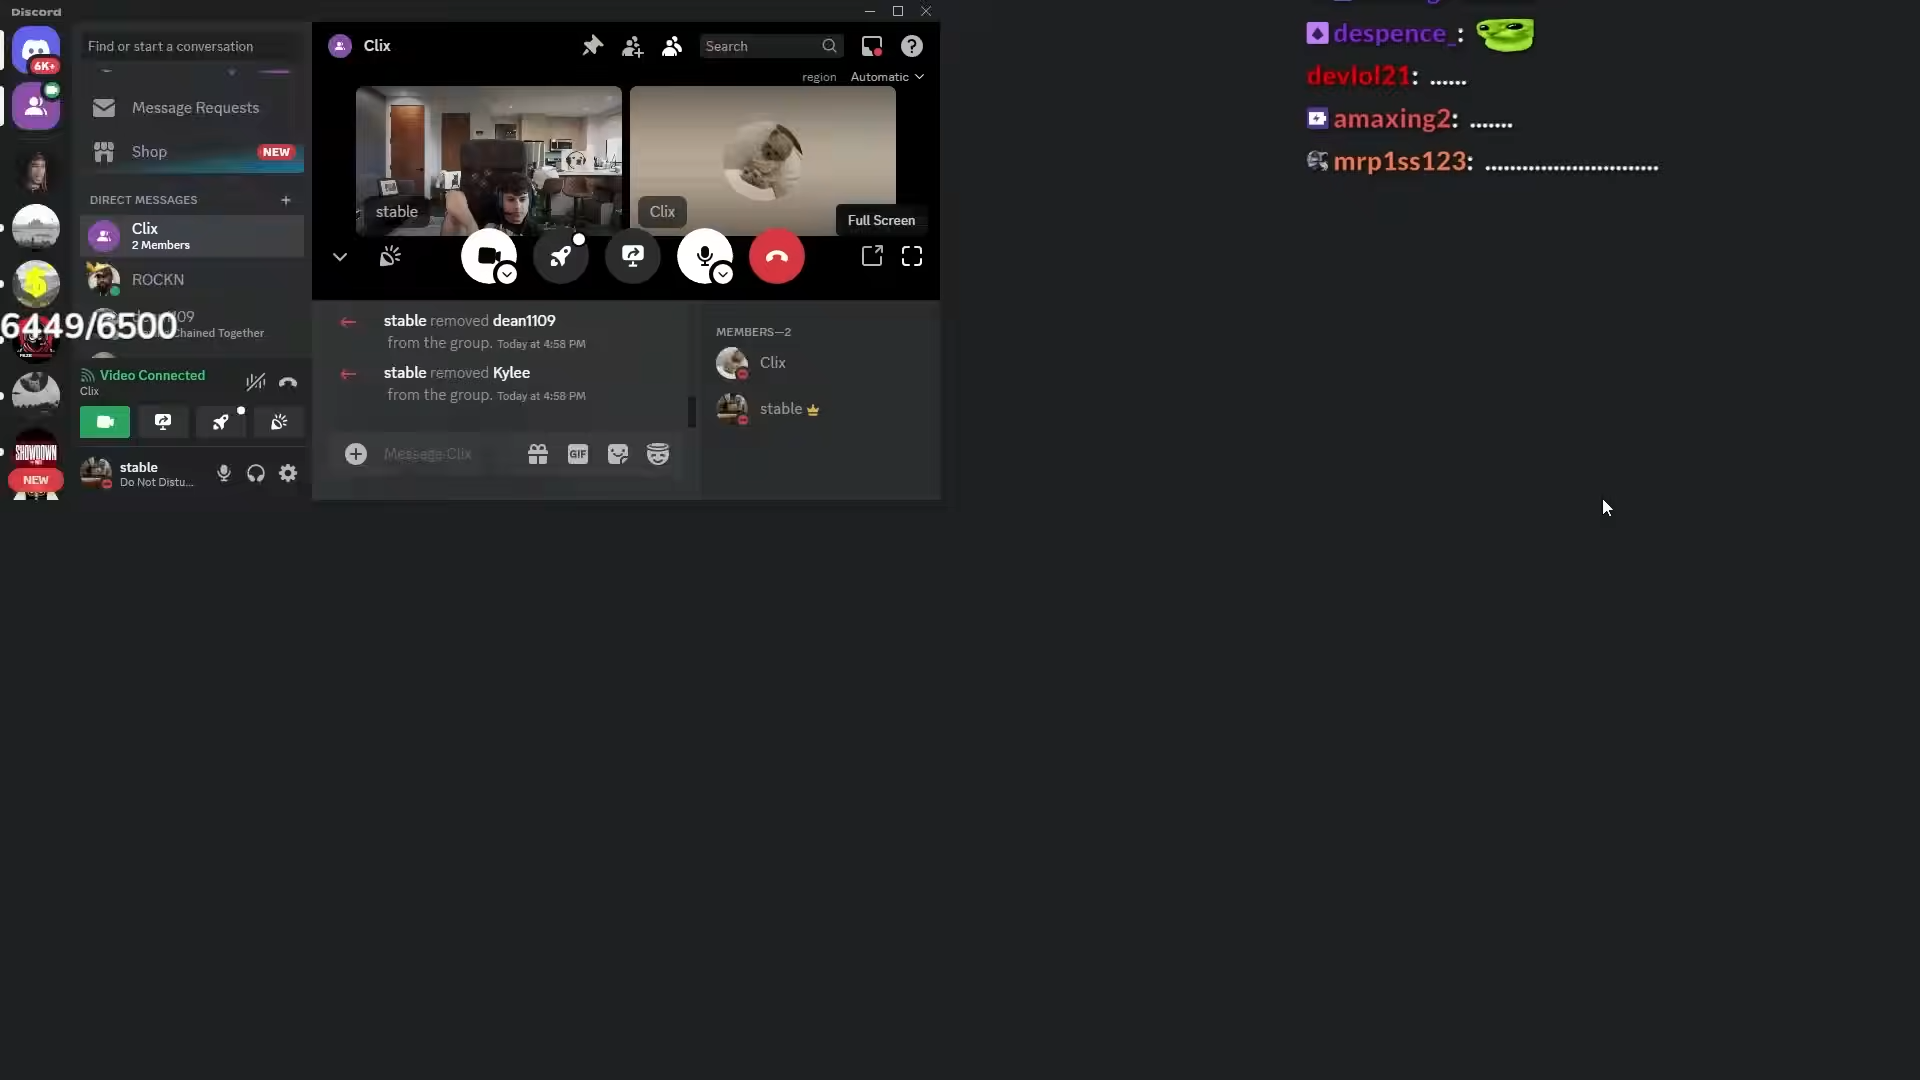 Discord
Find or start a conversation
6K+
Message Requests
Shop
NEW
DIRECT MESSAGES
Clix
2 Members
ROCKN
6449/6500
Chained Together
Video Connected
Clix
SHOWDOWN
NEW
stable
Do Not Distu...
Clix
Search
region
Automatic
stable
Clix
Full Screen
stable removed dean1109
from the group. Today at 4:58 PM
stable removed Kylee
from the group. Today at 4:58 PM
Message Clix
GIF
MEMBERS—2
Clix
stable
despence_:
devlol21: ......
amaxing2: .......
mrp1ss123: ............................